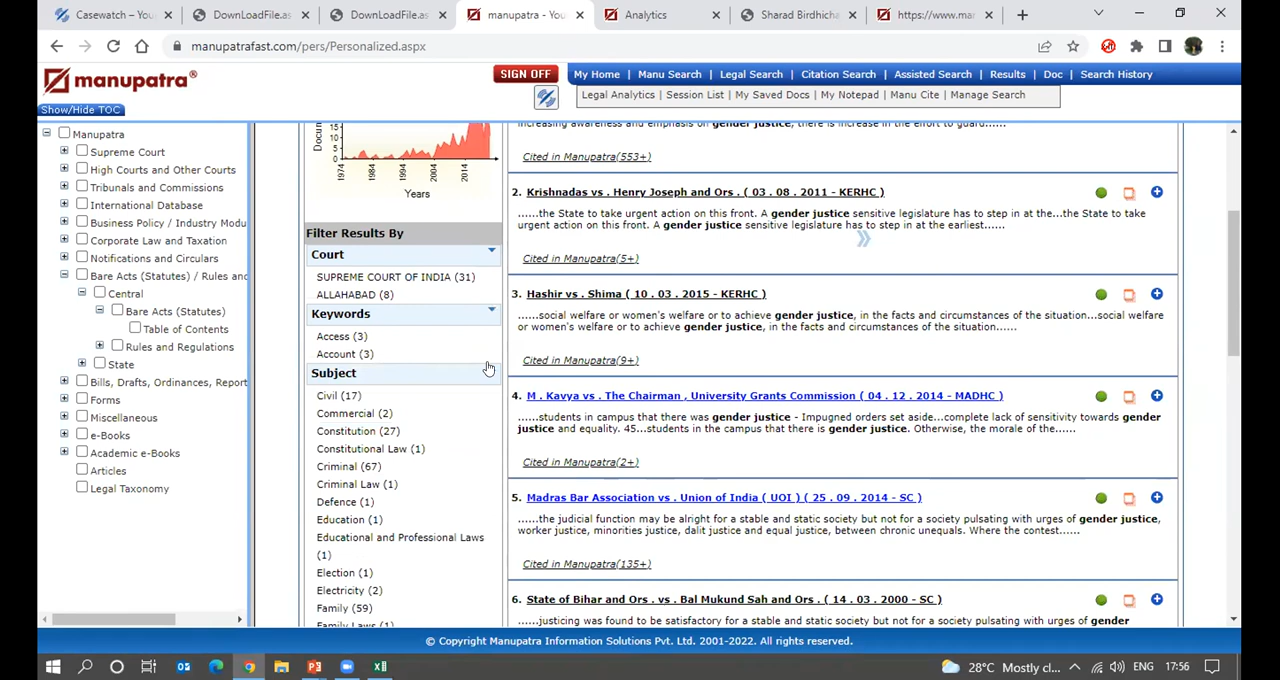 Casewatch – You
DownLoadFile.as
DownLoadFile.as
manupatra - You
Analytics
Sharad Birdhicha
https://www.mar
manupatrafast.com/pers/Personalized.aspx
manupatra®
SIGN OFF
My Home | Manu Search | Legal Search | Citation Search | Assisted Search | Results | Doc | Search History
Legal Analytics | Session List | My Saved Docs | My Notepad | Manu Cite | Manage Search
Show/Hide TOC
Manupatra
Supreme Court
High Courts and Other Courts
Tribunals and Commissions
International Database
Business Policy / Industry Modu
Corporate Law and Taxation
Notifications and Circulars
Bare Acts (Statutes) / Rules and
Central
Bare Acts (Statutes)
Table of Contents
Rules and Regulations
State
Bills, Drafts, Ordinances, Report
Forms
Miscellaneous
e-Books
Academic e-Books
Articles
Legal Taxonomy
Docum
15
10
5
0
1974
1984
1994
2004
2014
Years
Filter Results By
Court
SUPREME COURT OF INDIA (31)
ALLAHABAD (8)
Keywords
Access (3)
Account (3)
Subject
Civil (17)
Commercial (2)
Constitution (27)
Constitutional Law (1)
Criminal (67)
Criminal Law (1)
Defence (1)
Education (1)
Educational and Professional Laws
(1)
Election (1)
Electricity (2)
Family (59)
Family Laws (1)
increasing awareness and emphasis on gender justice, there is increase in the effort to guard......
Cited in Manupatra(553+)
2. Krishnadas vs . Henry Joseph and Ors . ( 03 . 08 . 2011 - KERHC )
......the State to take urgent action on this front. A gender justice sensitive legislature has to step in at the...the State to take
urgent action on this front. A gender justice sensitive legislature has to step in at the earliest......
Cited in Manupatra(5+)
3. Hashir vs . Shima ( 10 . 03 . 2015 - KERHC )
......social welfare or women's welfare or to achieve gender justice, in the facts and circumstances of the situation...social welfare
or women's welfare or to achieve gender justice, in the facts and circumstances of the situation......
Cited in Manupatra(9+)
4. M . Kavya vs . The Chairman , University Grants Commission ( 04 . 12 . 2014 - MADHC )
......students in campus that there was gender justice - Impugned orders set aside...complete lack of sensitivity towards gender
justice and equality. 45...students in the campus that there is gender justice. Otherwise, the morale of the......
Cited in Manupatra(2+)
5. Madras Bar Association vs . Union of India ( UOI ) ( 25 . 09 . 2014 - SC )
......the judicial function may be alright for a stable and static society but not for a society pulsating with urges of gender justice,
worker justice, minorities justice, dalit justice and equal justice, between chronic unequals. Where the contest......
Cited in Manupatra(135+)
6. State of Bihar and Ors . vs . Bal Mukund Sah and Ors . ( 14 . 03 . 2000 - SC )
......justicing was found to be satisfactory for a stable and static society but not for a society pulsating with urges of gender
© Copyright Manupatra Information Solutions Pvt. Ltd. 2001-2022. All rights reserved.
28°C Mostly cl...
ENG
17:56